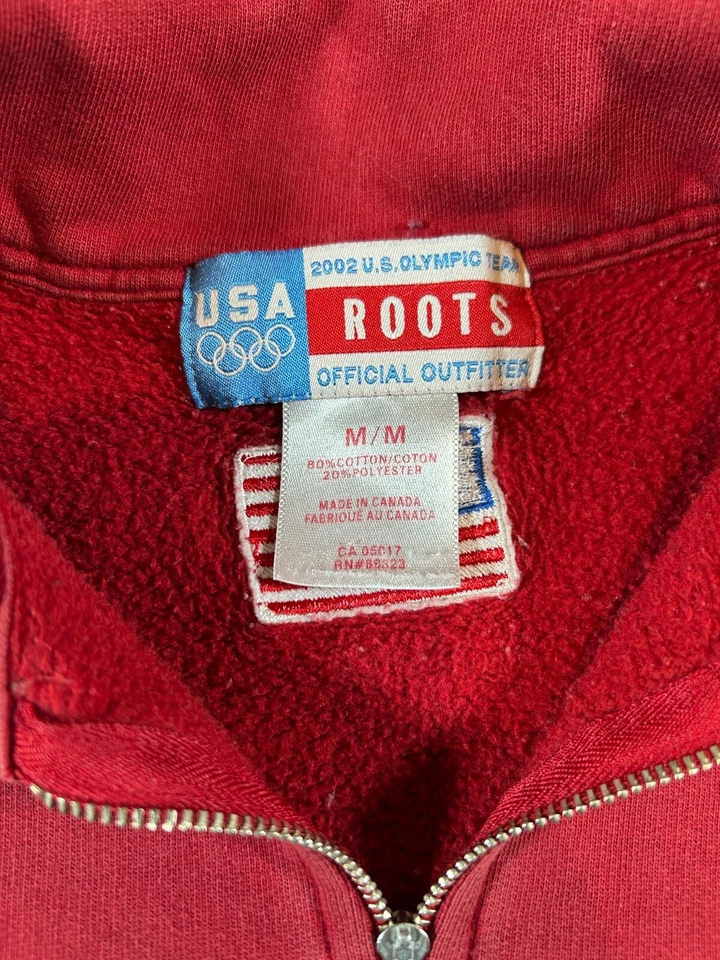 USA
2002 U.S. OLYMPIC TEAM
ROOTS
OFFICIAL OUTFITTER
M/M
80% COTTON/COTON
20% POLYESTER
MADE IN CANADA
FABRIQUÉ AU CANADA
CA 05017